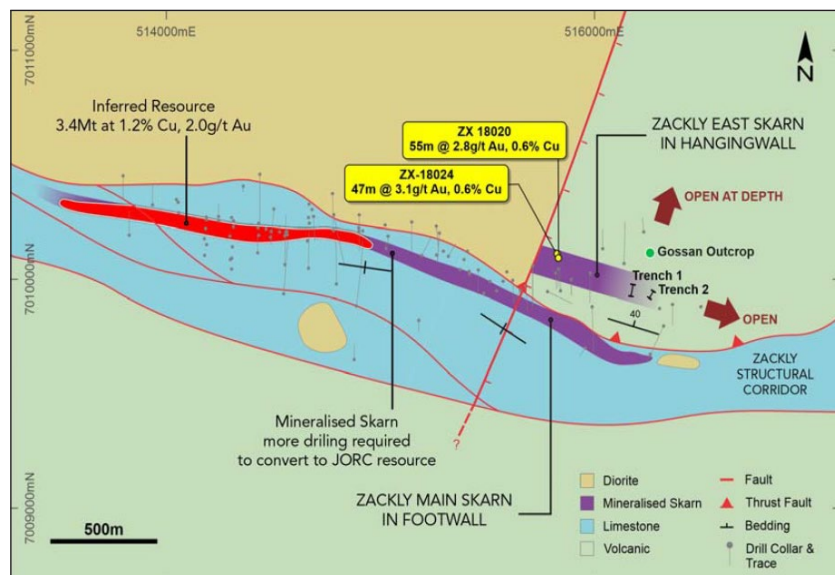 514000mE
516000mE
7011000mN
7010000mN
7009000mN
N
Inferred Resource
3.4Mt at 1.2% Cu, 2.0g/t Au
ZX 18020
55m @ 2.8g/t Au, 0.6% Cu
ZX-18024
47m @ 3.1g/t Au, 0.6% Cu
ZACKLY EAST SKARN
IN HANGINGWALL
OPEN AT DEPTH
Gossan Outcrop
Trench 1
Trench 2
OPEN
40
ZACKLY
STRUCTURAL
CORRIDOR
Mineralised Skarn
more driling required
to convert to JORC resource
ZACKLY MAIN SKARN
IN FOOTWALL
?
500m
Diorite
Mineralised Skarn
Limestone
Volcanic
Fault
Thrust Fault
Bedding
Drill Collar &
Trace